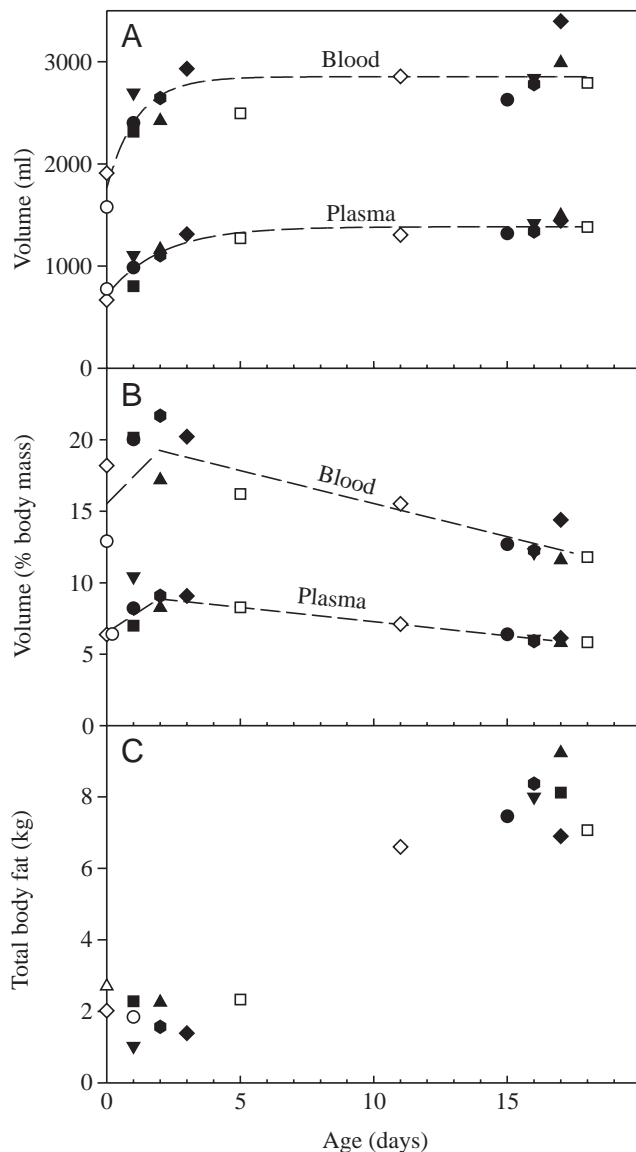 A
Blood
3000
2000
Plasma
1000
0
Volume (ml)
B
20
Blood
15
10
Plasma
5
0
Volume (% body mass)
C
8
6
4
2
0
Total body fat (kg)
0 5 10 15 20
Age (days)